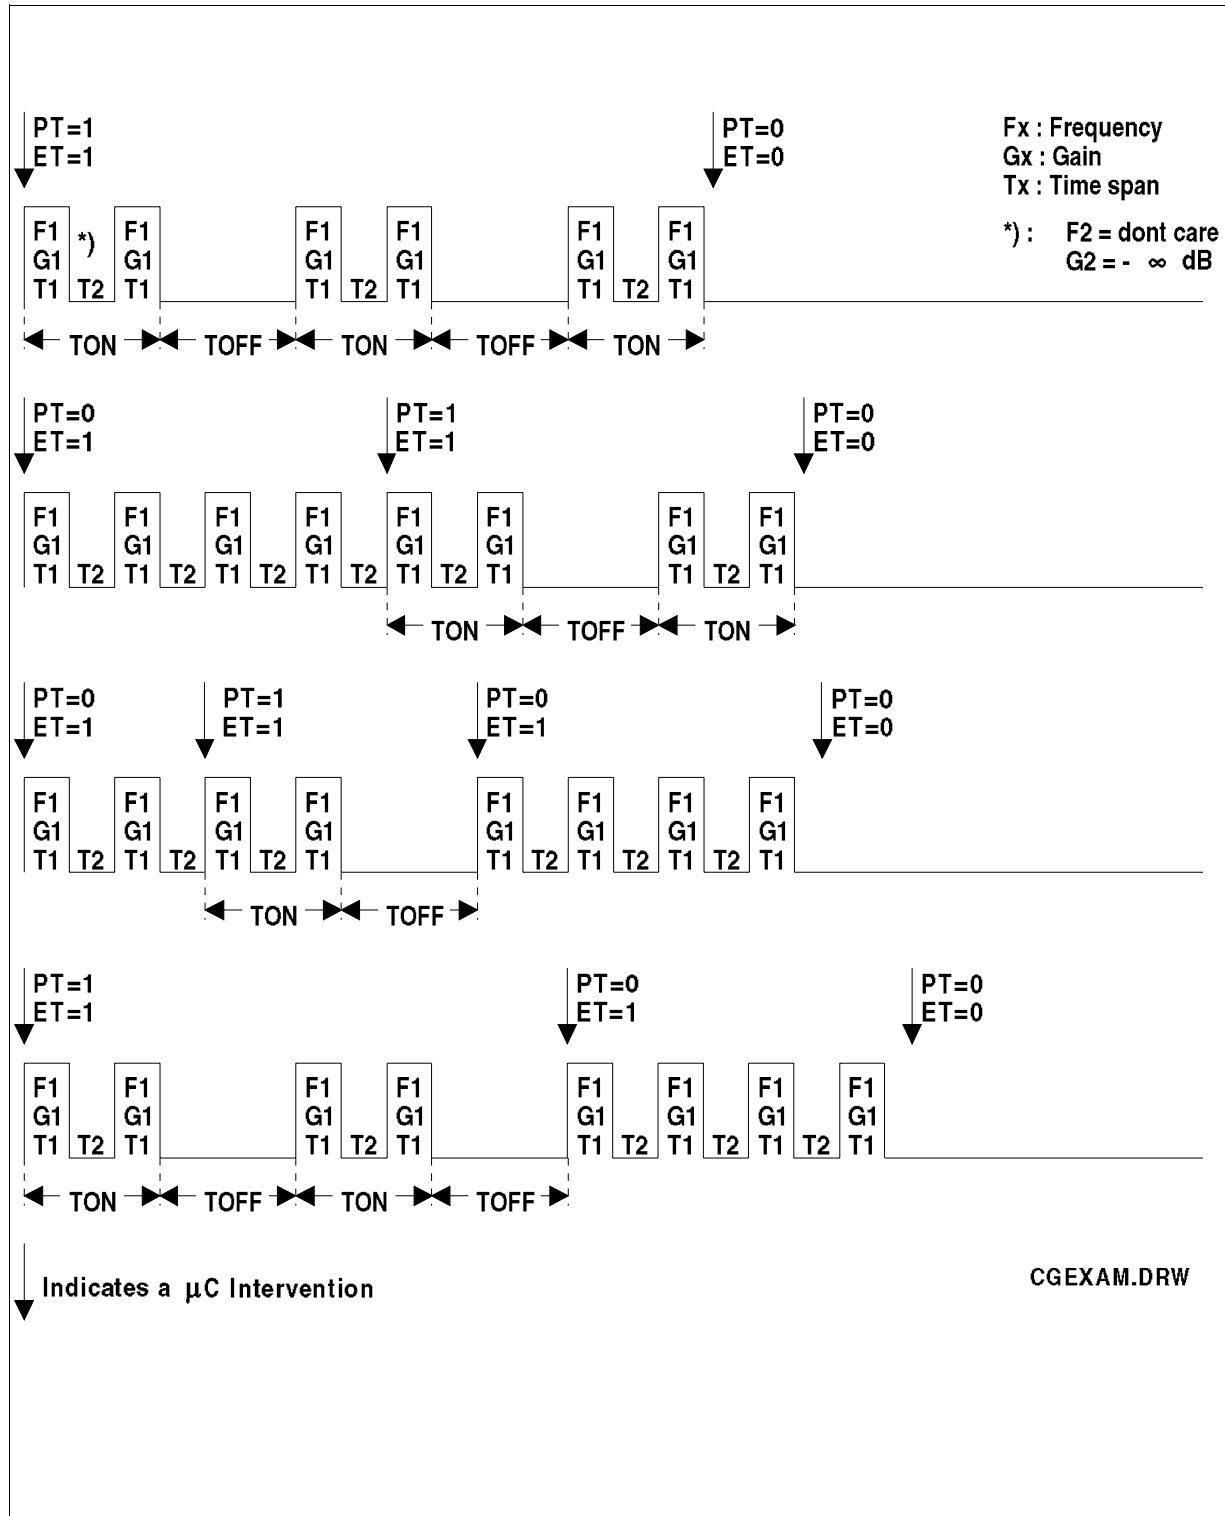 PT=1 PT=0 Fx : Frequency
ET=1 ET=0 Gx : Gain
Tx : Time span
F1 *) F1 F1 F1 F1 F1 *) : F2 = dont care
G1 G1 G1 G1 G1 G1 G2 = - ∞ dB
T1 T2 T1 T1 T2 T1 T1 T2 T1
TON TOFF TON TOFF TON
PT=0 PT=1 PT=0
ET=1 ET=1 ET=0
F1 F1 F1 F1 F1 F1 F1 F1
G1 G1 G1 G1 G1 G1 G1 G1
T1 T2 T1 T2 T1 T2 T1 T2 T1 T2 T1 T1 T2 T1
TON TOFF TON
PT=0 PT=1 PT=0 PT=0
ET=1 ET=1 ET=1 ET=0
F1 F1 F1 F1 F1 F1 F1 F1
G1 G1 G1 G1 G1 G1 G1 G1
T1 T2 T1 T2 T1 T2 T1 T1 T2 T1 T2 T1 T2 T1
TON TOFF
PT=1 PT=0 PT=0
ET=1 ET=1 ET=0
F1 F1 F1 F1 F1 F1 F1 F1
G1 G1 G1 G1 G1 G1 G1 G1
T1 T2 T1 T1 T2 T1 T1 T2 T1 T2 T1 T2 T1
TON TOFF TON TOFF
Indicates a μC Intervention
CGEXAM.DRW